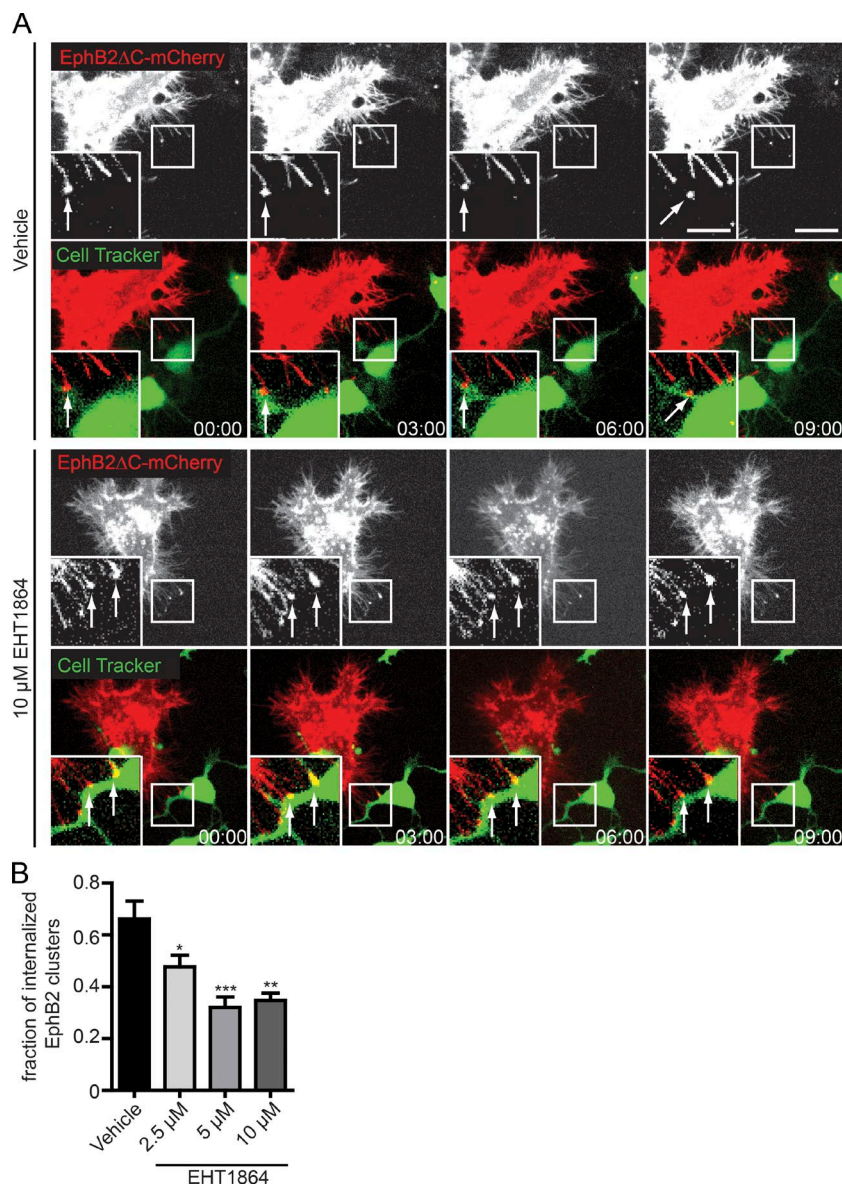 A
Vehicle
EphB2ΔC-mCherry
Cell Tracker
00:00
03:00
06:00
09:00
10 µM EHT1864
EphB2ΔC-mCherry
Cell Tracker
00:00
03:00
06:00
09:00
B
fraction of internalized
EphB2 clusters
0.8
0.6
0.4
0.2
0
*
***
**
Vehicle
2.5 µM
5 µM
10 µM
EHT1864